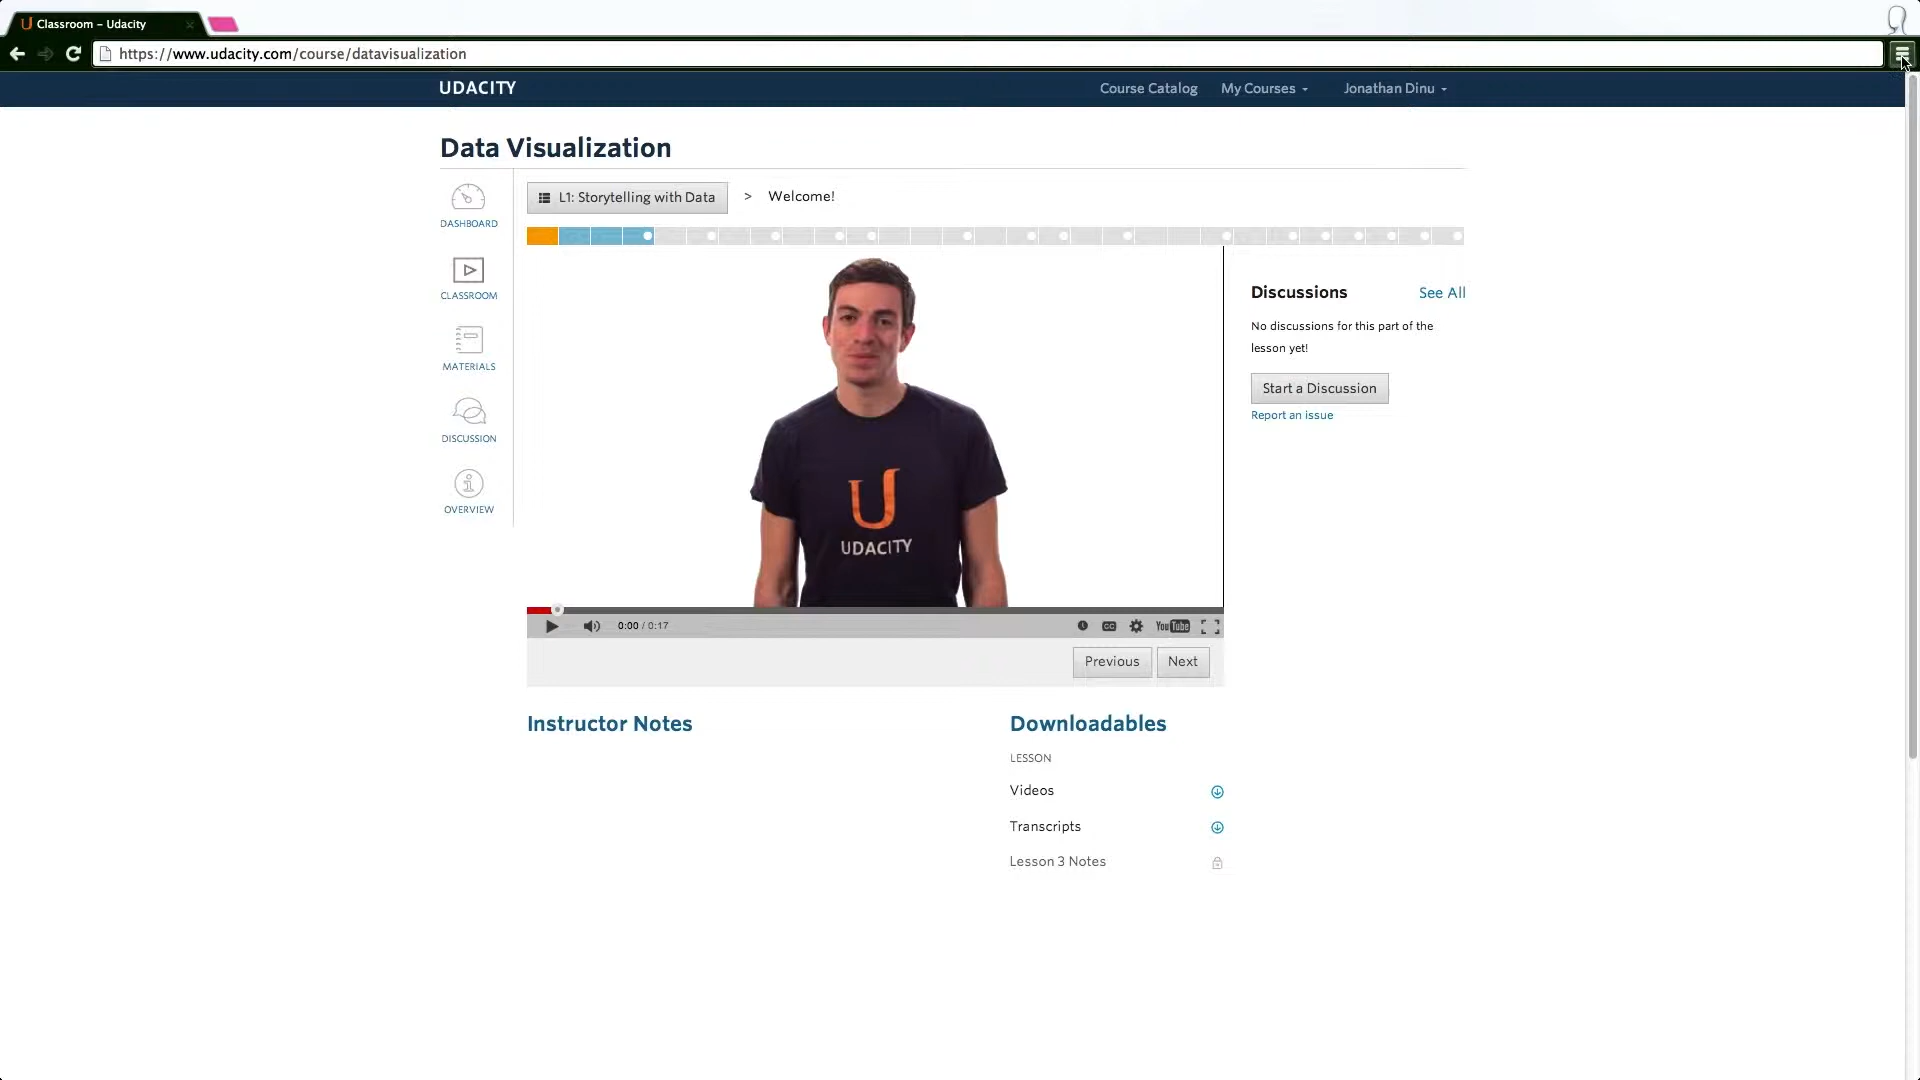 Classroom – Udacity
https://www.udacity.com/course/datavisualization
UDACITY
Course Catalog
My Courses
Jonathan Dinu
Data Visualization
DASHBOARD
CLASSROOM
MATERIALS
DISCUSSION
OVERVIEW
L1: Storytelling with Data > Welcome!
U
UDACITY
0:00 / 0:17
CC
YouTube
Previous
Next
Discussions
See All
No discussions for this part of the
lesson yet!
Start a Discussion
Report an issue
Instructor Notes
Downloadables
LESSON
Videos
Transcripts
Lesson 3 Notes